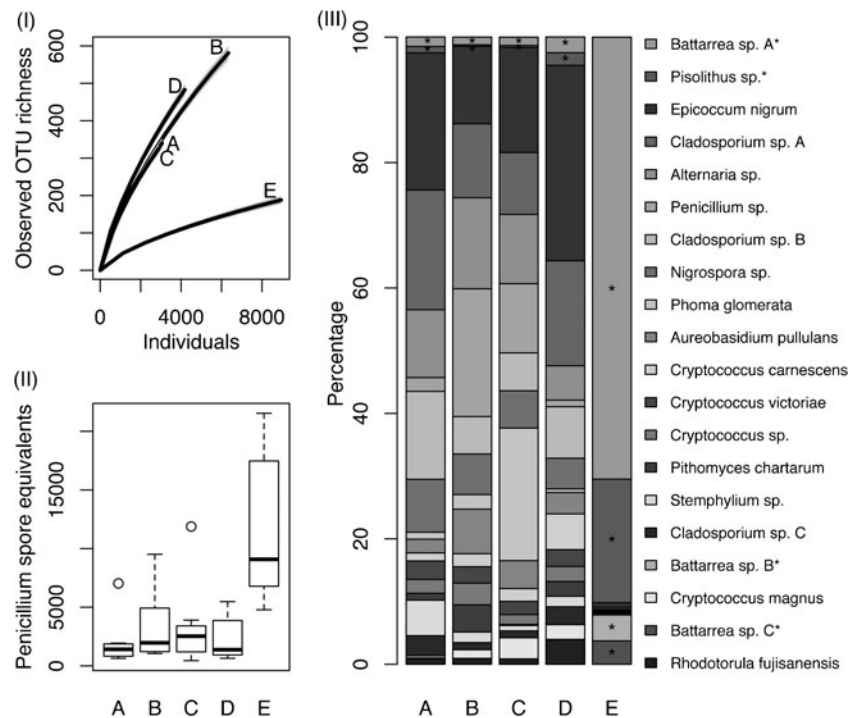 (I)
Observed OTU richness
600
400
200
0
B
D
A
C
E
0
4000
8000
Individuals
(II)
Penicillium spore equivalents
15000
5000
0
A
B
C
D
E
(III)
Percentage
100
80
60
40
20
0
* * * * * * * * * * * *
A
B
C
D
E
Battarrea sp. A*
Pisolithus sp.*
Epicoccum nigrum
Cladosporium sp. A
Alternaria sp.
Penicillium sp.
Cladosporium sp. B
Nigrospora sp.
Phoma glomerata
Aureobasidium pullulans
Cryptococcus carnescens
Cryptococcus victoriae
Cryptococcus sp.
Pithomyces chartarum
Stemphylium sp.
Cladosporium sp. C
Battarrea sp. B*
Cryptococcus magnus
Battarrea sp. C*
Rhodotorula fujisanensis